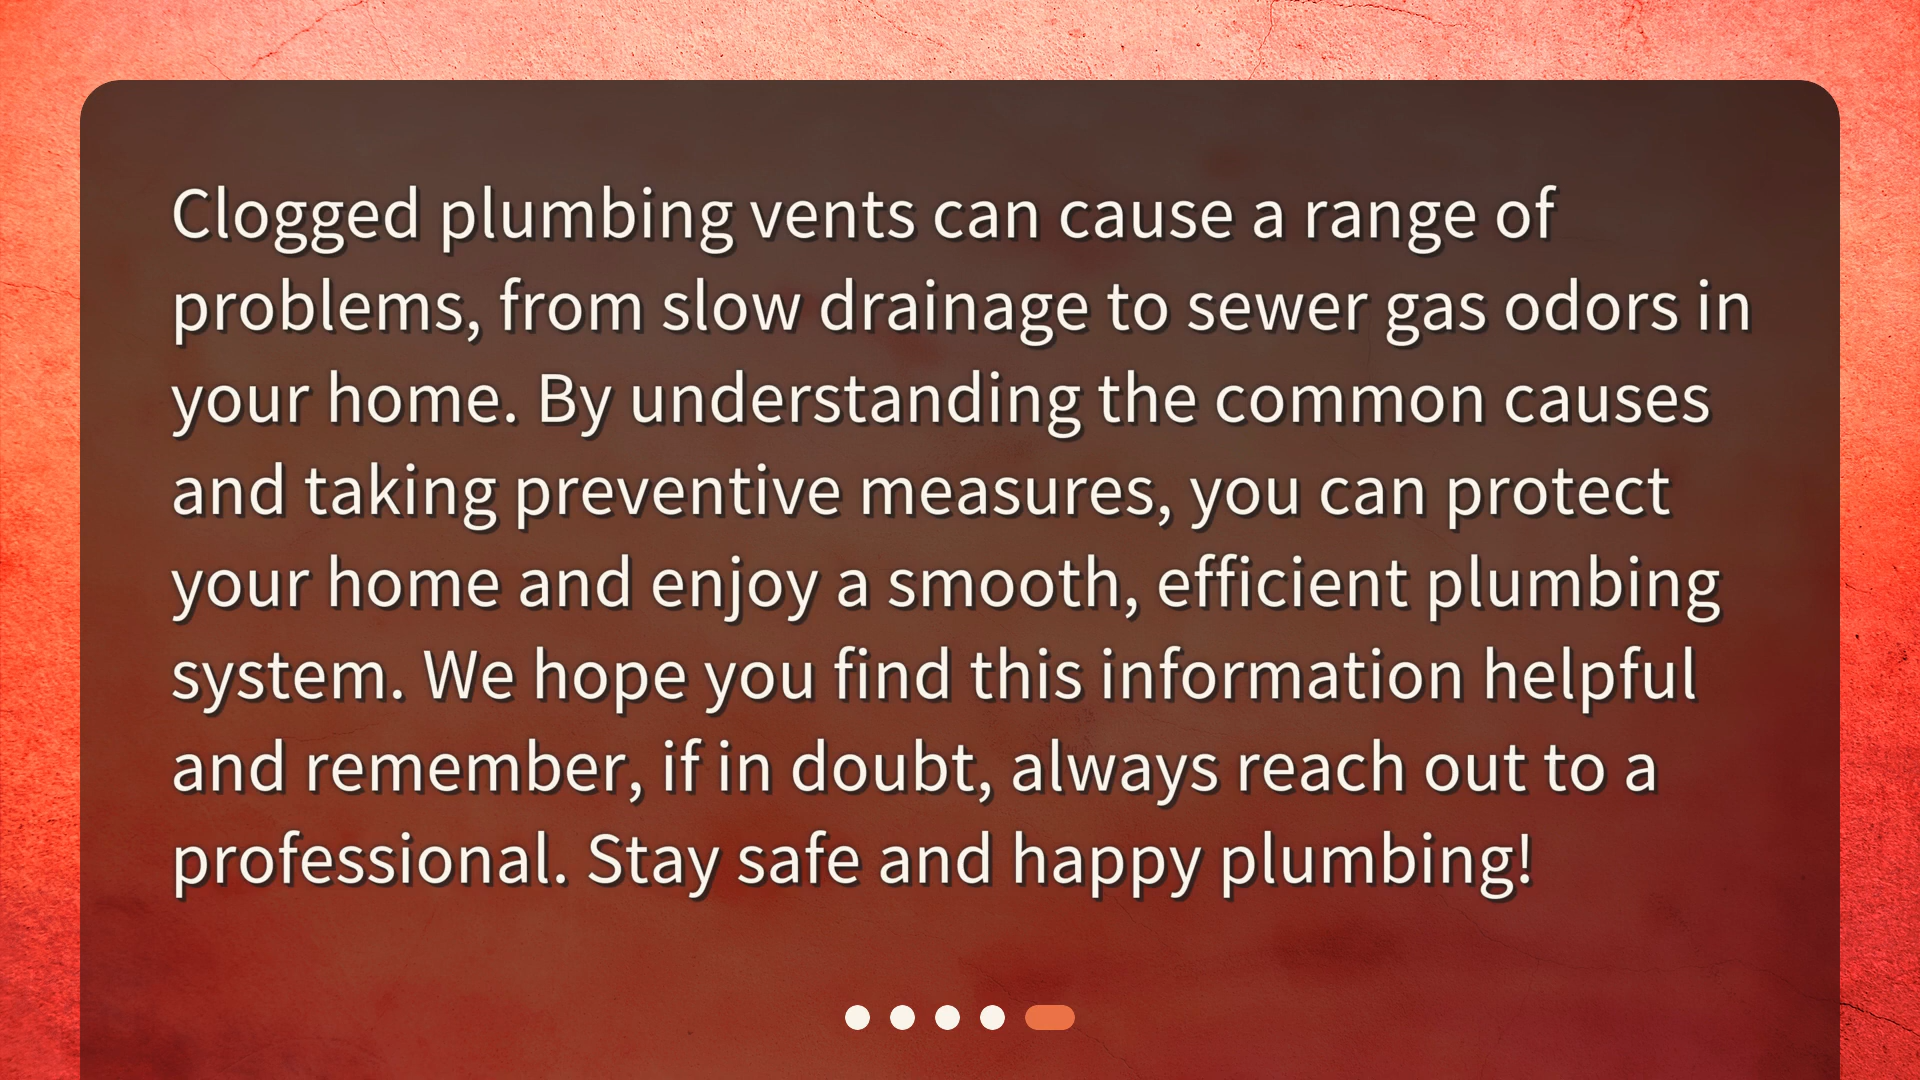 Clogged plumbing vents can cause a range of
problems, from slow drainage to sewer gas odors in
your home. By understanding the common causes
and taking preventive measures, you can protect
your home and enjoy a smooth, efficient plumbing
system. We hope you find this information helpful
and remember, if in doubt, always reach out to a
professional. Stay safe and happy plumbing!